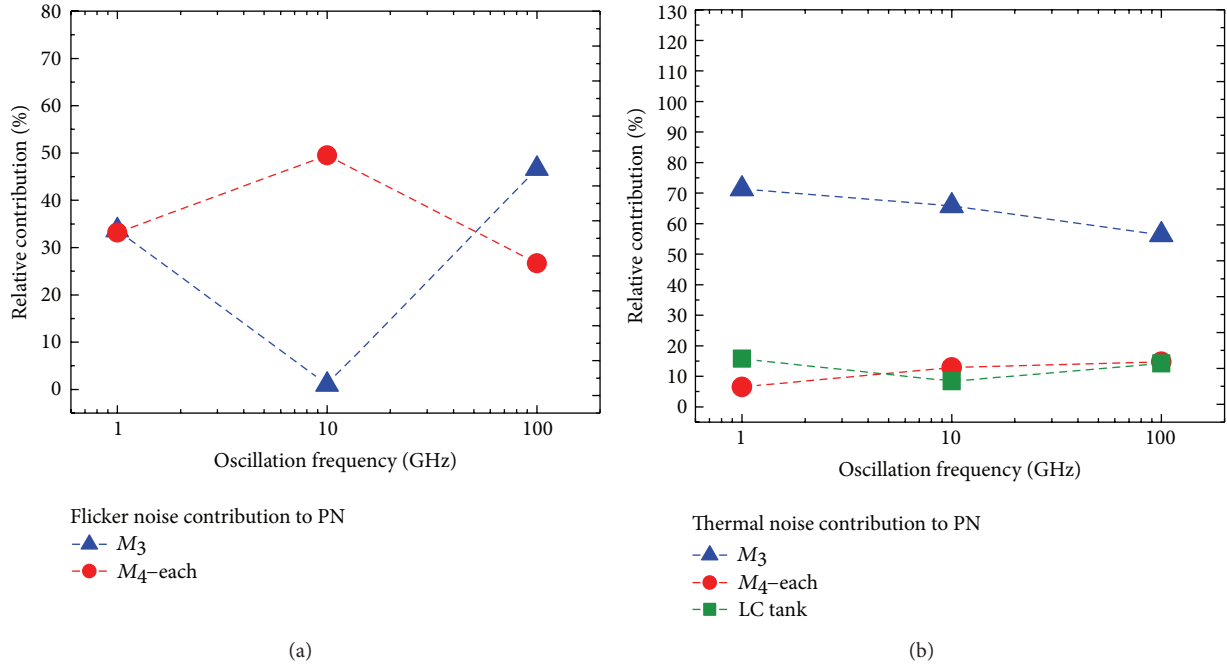 80
70
60
50
40
30
20
10
0
Relative contribution (%)
1
10
100
Oscillation frequency (GHz)
Flicker noise contribution to PN
M3
M4–each
(a)
130
120
110
100
90
80
70
60
50
40
30
20
10
0
Relative contribution (%)
1
10
100
Oscillation frequency (GHz)
Thermal noise contribution to PN
M3
M4–each
LC tank
(b)